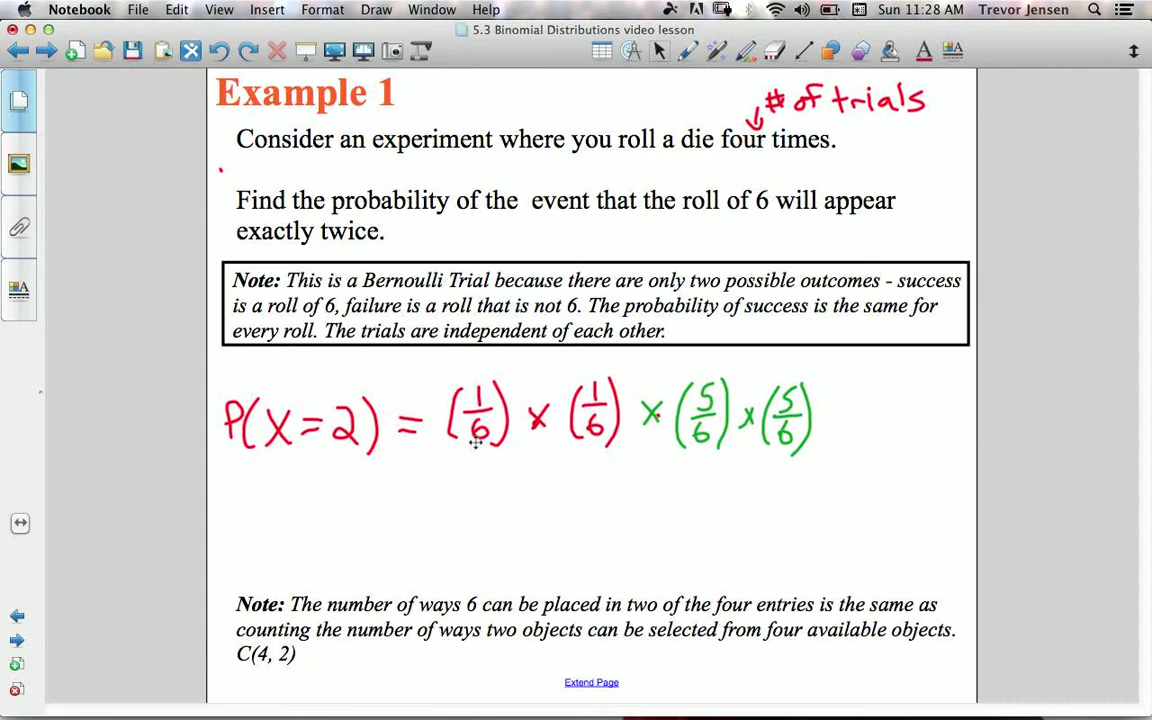 Notebook File Edit View Insert Format Draw Window Help Sun 11:28 AM Trevor Jensen
5.3 Binomial Distributions video lesson
Example 1
# of trials
Consider an experiment where you roll a die four times.
Find the probability of the event that the roll of 6 will appear
exactly twice.
Note: This is a Bernoulli Trial because there are only two possible outcomes - success
is a roll of 6, failure is a roll that is not 6. The probability of success is the same for
every roll. The trials are independent of each other.
P(X=2) = (1/6) × (1/6) × (5/6) × (5/6)
Note: The number of ways 6 can be placed in two of the four entries is the same as
counting the number of ways two objects can be selected from four available objects.
C(4, 2)
Extend Page